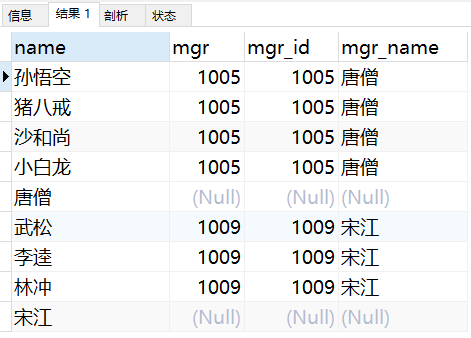 信息 结果 1 剖析 状态
name mgr mgr_id mgr_name
孙悟空 1005 1005 唐僧
猪八戒 1005 1005 唐僧
沙和尚 1005 1005 唐僧
小白龙 1005 1005 唐僧
唐僧 (Null) (Null) (Null)
武松 1009 1009 宋江
李逵 1009 1009 宋江
林冲 1009 1009 宋江
宋江 (Null) (Null) (Null)